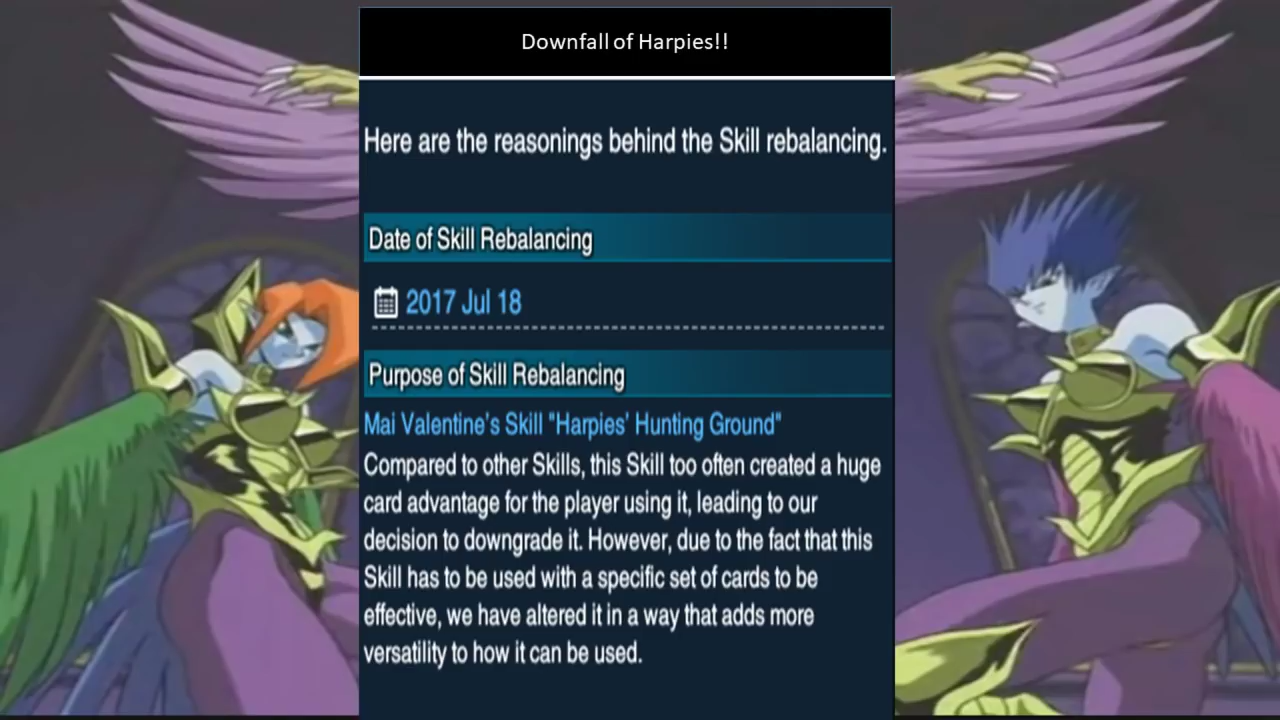 Downfall of Harpies!!
Here are the reasonings behind the Skill rebalancing.
Date of Skill Rebalancing
2017 Jul 18
Purpose of Skill Rebalancing
Mai Valentine's Skill "Harpies' Hunting Ground"
Compared to other Skills, this Skill too often created a huge
card advantage for the player using it, leading to our
decision to downgrade it. However, due to the fact that this
Skill has to be used with a specific set of cards to be
effective, we have altered it in a way that adds more
versatility to how it can be used.